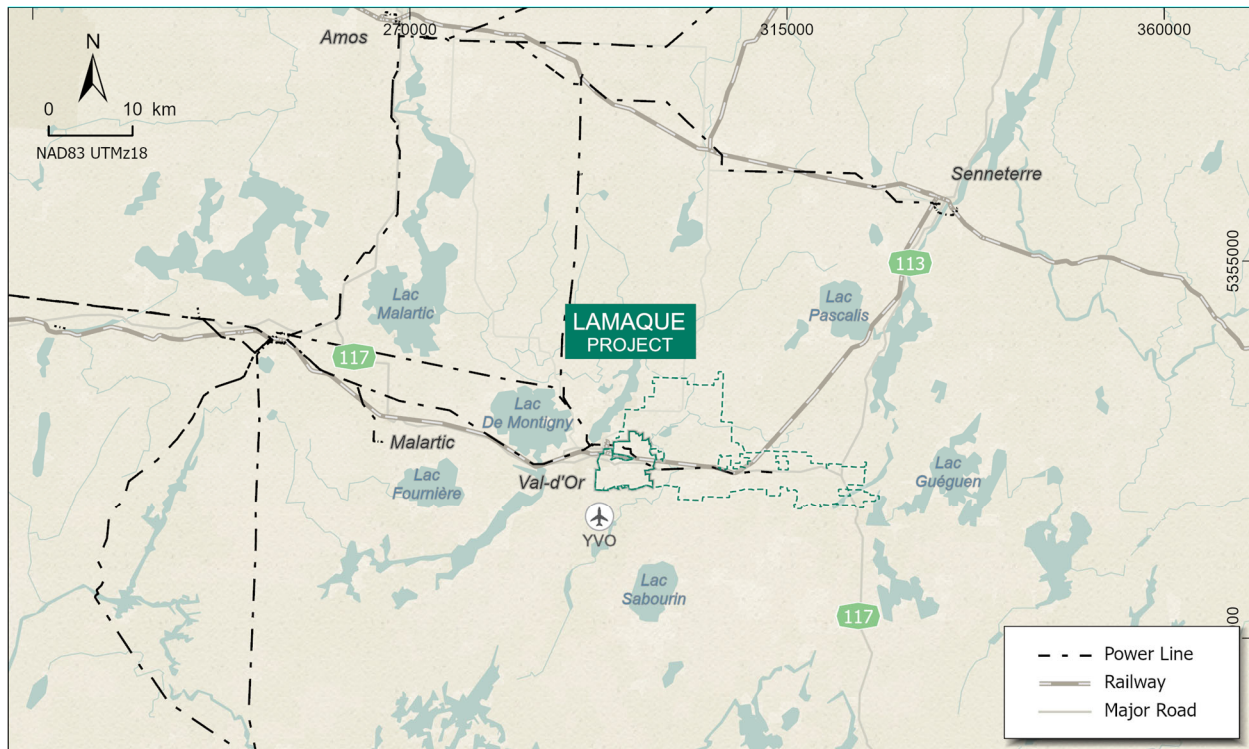 270000
315000
360000
Amos
N
0 10 km
NAD83 UTMz18
Senneterre
5355000
113
Lac
Malartic
Lac
Pascalis
LAMAQUE
PROJECT
117
Lac
De Montigny
Malartic
Lac
Fournière
Val-d'Or
Lac
Guéguen
YVO
Lac
Sabourin
117
Power Line
Railway
Major Road